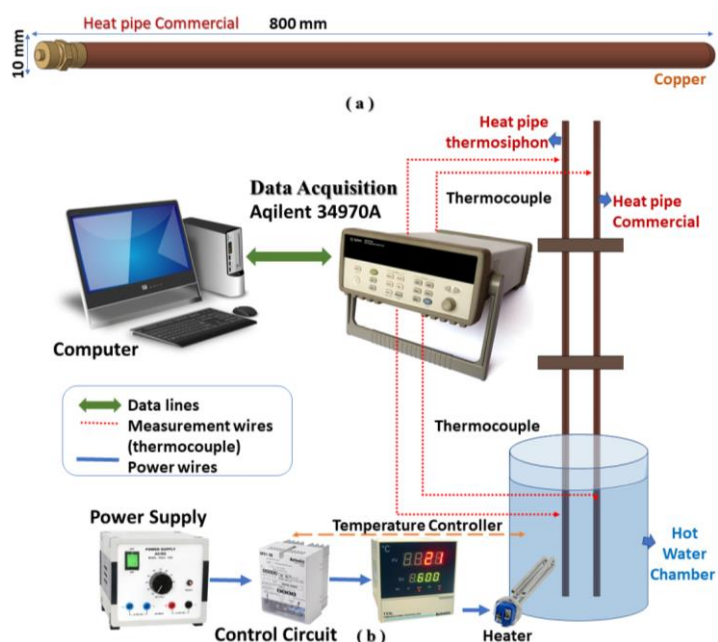 Heat pipe Commercial 800 mm
10 mm
Copper
( a )
Heat pipe
thermosiphon
Data Acquisition
Aqilent 34970A
Thermocouple
Heat pipe
Commercial
Computer
Data lines
Measurement wires
(thermocouple)
Power wires
Thermocouple
Power Supply
Temperature Controller
Hot
Water
Chamber
°C
21
600
Control Circuit
( b )
Heater